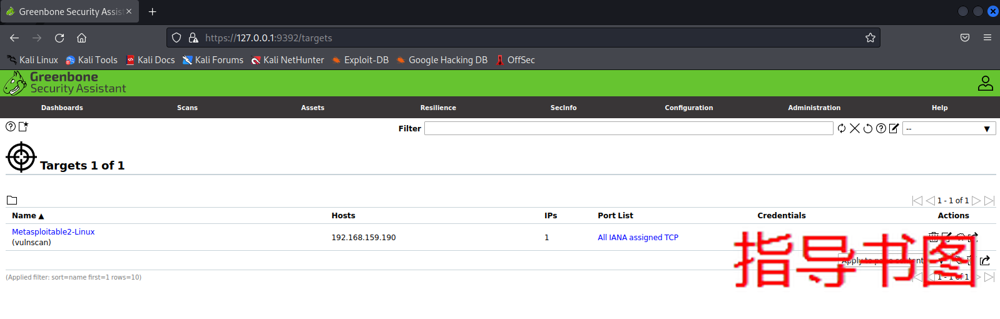 Greenbone Security Assis
https://127.0.0.1:9392/targets
Kali Linux Kali Tools Kali Docs Kali Forums Kali NetHunter Exploit-DB Google Hacking DB OffSec
Greenbone
Security Assistant
Dashboards Scans Assets Resilience SecInfo Configuration Administration Help
Filter --
Targets 1 of 1
1 - 1 of 1
Name ▲ Hosts IPs Port List Credentials Actions
Metasploitable2-Linux
(vulnscan) 192.168.159.190 1 All IANA assigned TCP
指导书图
Apply to page contents
(Applied filter: sort=name first=1 rows=10) 1 - 1 of 1